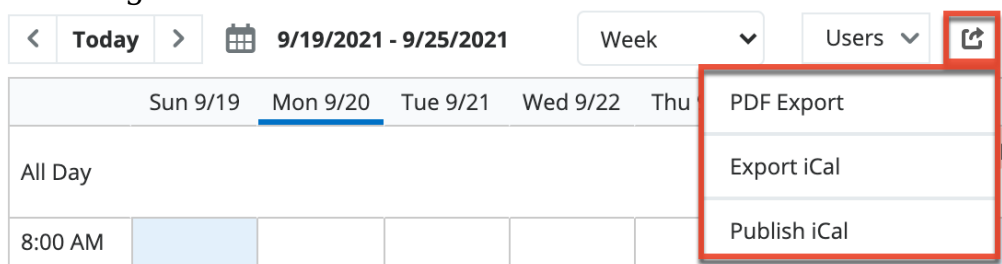 Today 9/19/2021 - 9/25/2021 Week Users
Sun 9/19 Mon 9/20 Tue 9/21 Wed 9/22 Thu
PDF Export
All Day
Export iCal
Publish iCal
8:00 AM